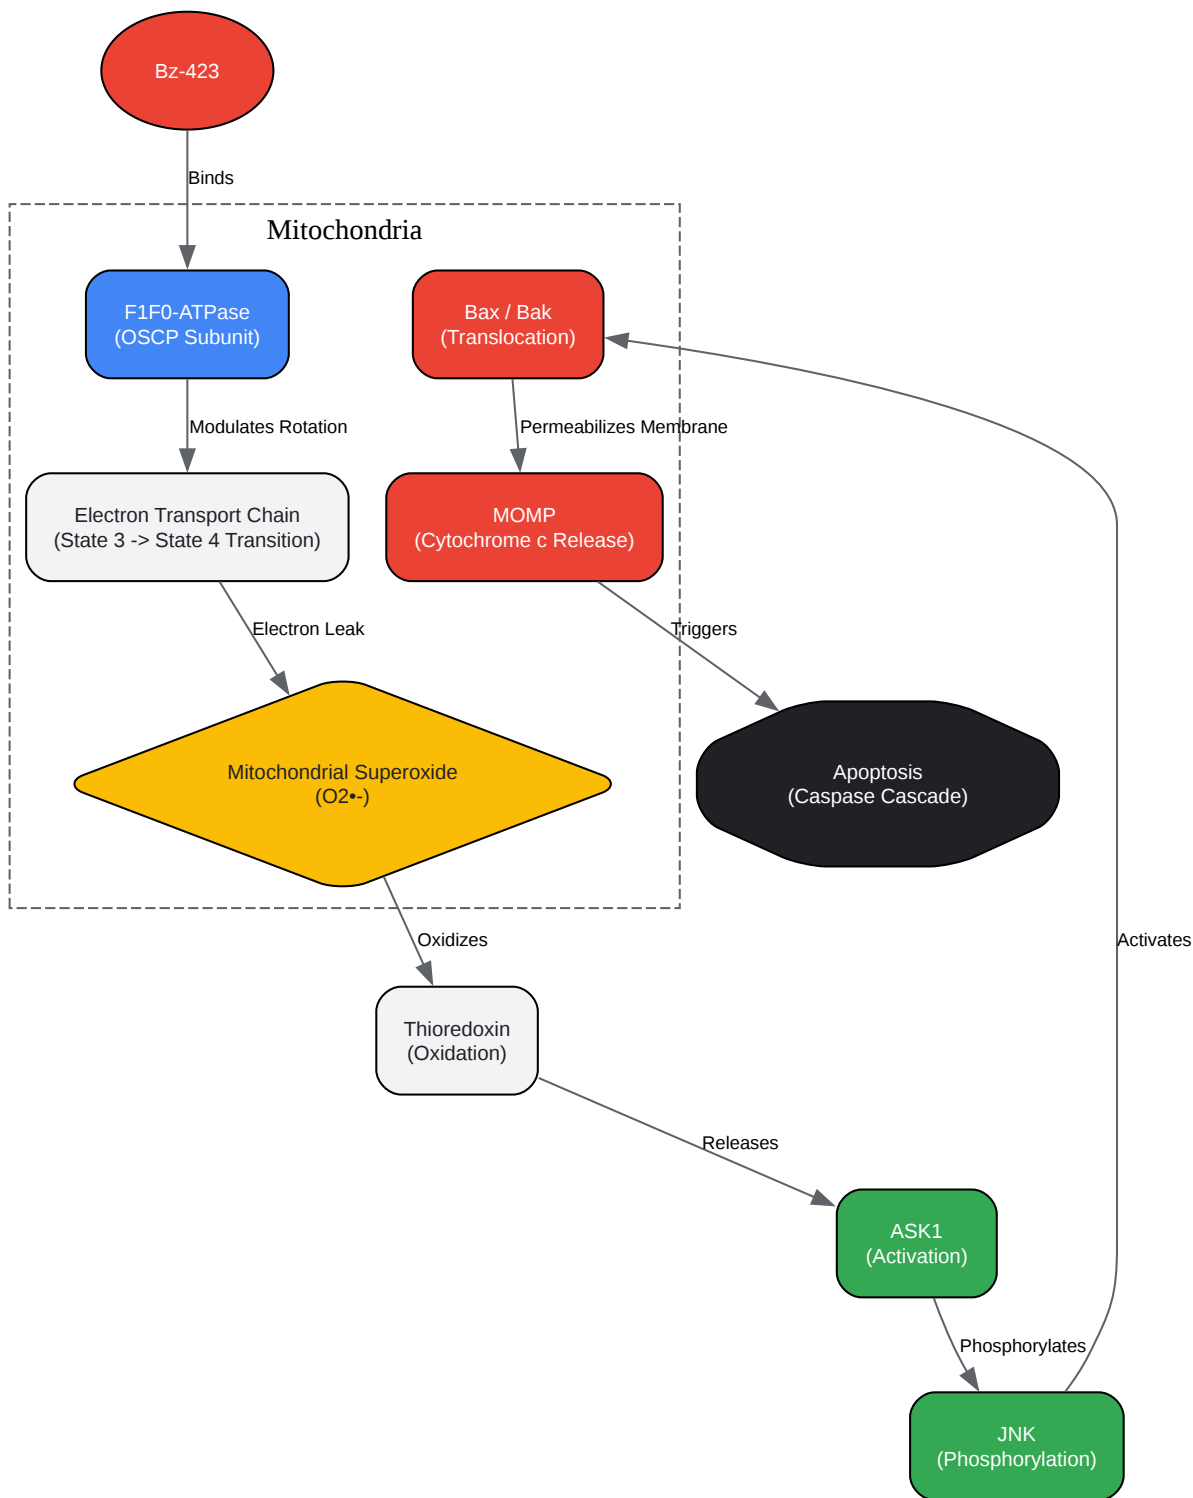 Bz-423
Binds
Mitochondria
F1F0-ATPase
(OSCP Subunit)
Bax / Bak
(Translocation)
Modulates Rotation
Permeabilizes Membrane
Electron Transport Chain
(State 3 -> State 4 Transition)
MOMP
(Cytochrome c Release)
Electron Leak
Triggers
Mitochondrial Superoxide
(O2•-)
Apoptosis
(Caspase Cascade)
Oxidizes
Activates
Thioredoxin
(Oxidation)
Releases
ASK1
(Activation)
Phosphorylates
JNK
(Phosphorylation)